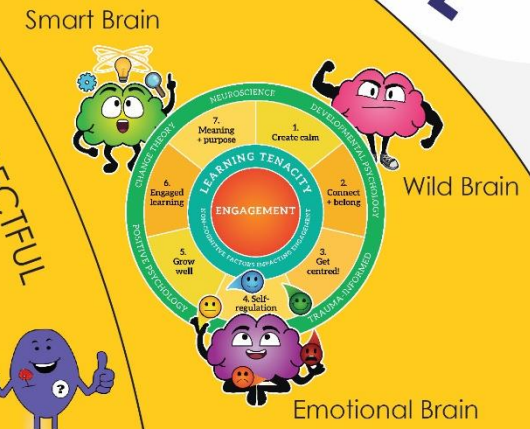 Smart Brain
NEUROSCIENCE
DEVELOPMENTAL PSYCHOLOGY
CHANGE THEORY
7.
Meaning
+ purpose
1.
Create calm
LEARNING TENACITY
Wild Brain
6.
Engaged
learning
2.
Connect
+ belong
ENGAGEMENT
NON-COGNITIVE FACTORS IMPACTING ENGAGEMENT
5.
Grow
well
3.
Get
centred!
POSITIVE PSYCHOLOGY
TRAUMA-INFORMED
4. Self-
regulation
?
Emotional Brain